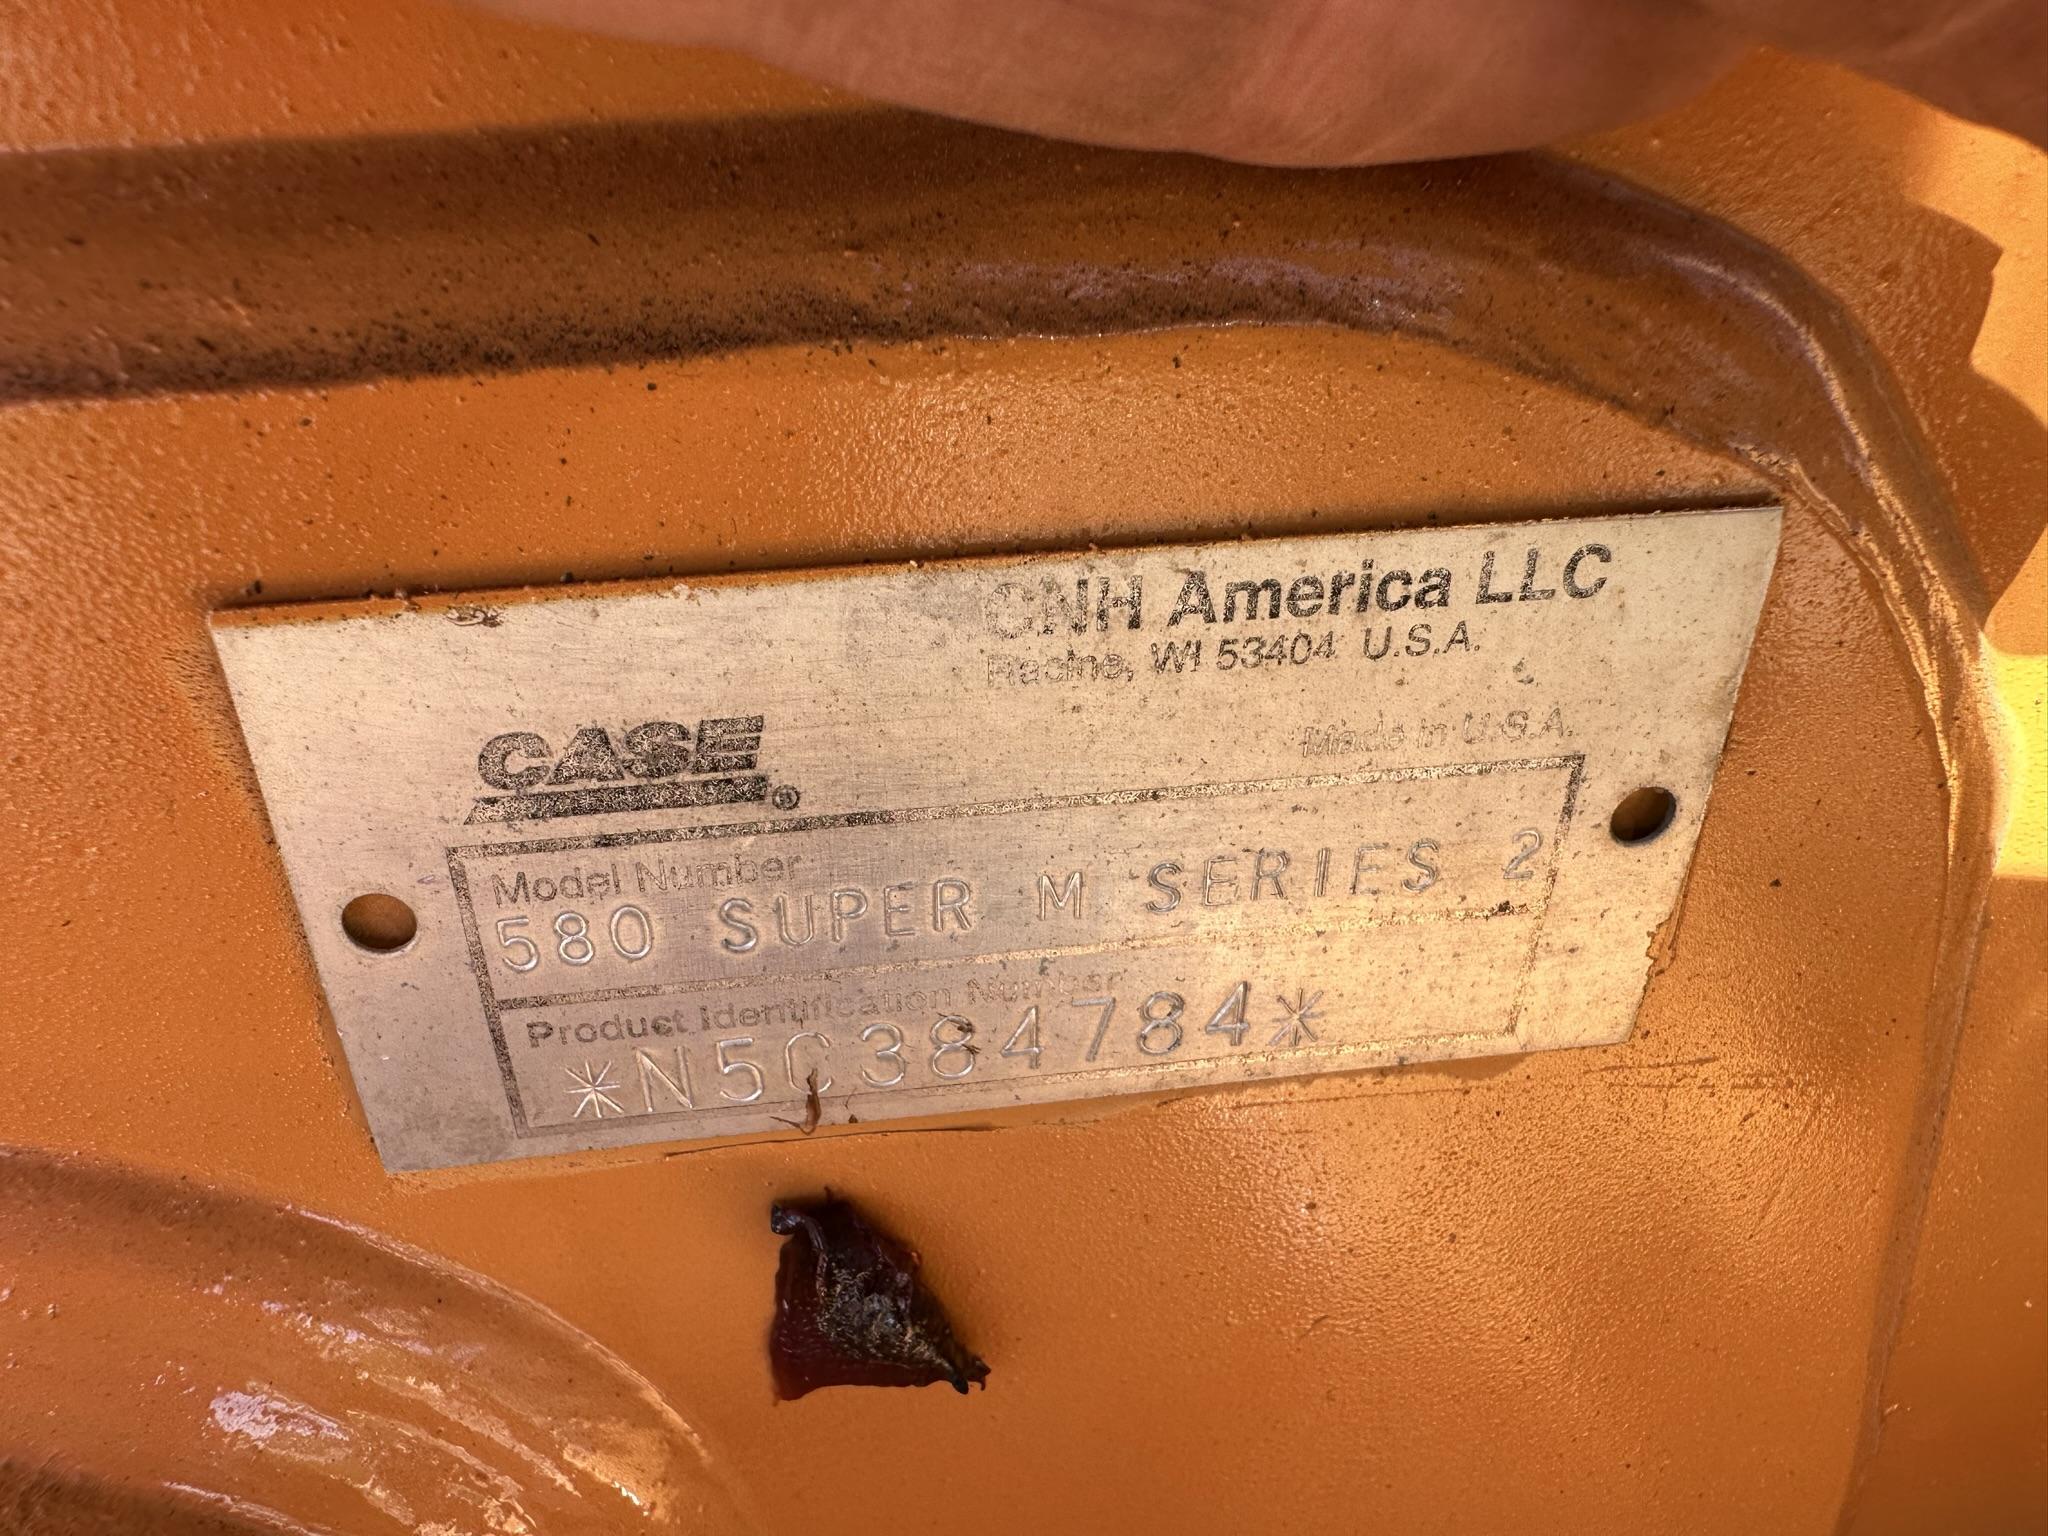 CNH America LLC
Racine, WI 53404 U.S.A.
Made in U.S.A.
CASE®
Model Number
580 SUPER M SERIES 2
Product Identification Number
*N5C384784*